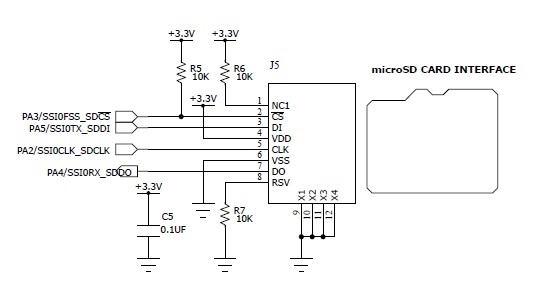 +3.3V
+3.3V
J5
R5
10K
R6
10K
microSD CARD INTERFACE
+3.3V
1
NC1
PA3/SSI0FSS_SDCS
2
CS
PA5/SSI0TX_SDDI
3
DI
4
VDD
PA2/SSI0CLK_SDCLK
5
CLK
6
VSS
PA4/SSI0RX_SDDO
7
DO
8
RSV
+3.3V
X1
X2
X3
X4
9
10
11
12
C5
0.1UF
R7
10K